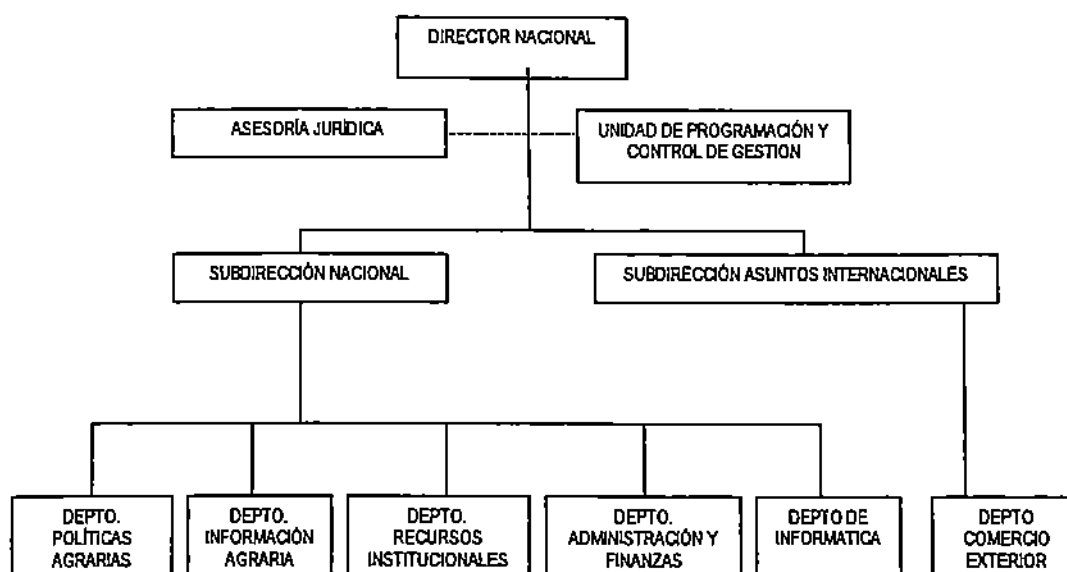 DIRECTOR NACIONAL
ASESORÍA JURÍDICA
UNIDAD DE PROGRAMACIÓN Y
CONTROL DE GESTION
SUBDIRECCIÓN NACIONAL
SUBDIRECCIÓN ASUNTOS INTERNACIONALES
DEPTO.
POLÍTICAS
AGRARIAS
DEPTO.
INFORMACIÓN
AGRARIA
DEPTO.
RECURSOS
INSTITUCIONALES
DEPTO.
ADMINISTRACIÓN Y
FINANZAS
DEPTO DE
INFORMATICA
DEPTO
COMERCIO
EXTERIOR